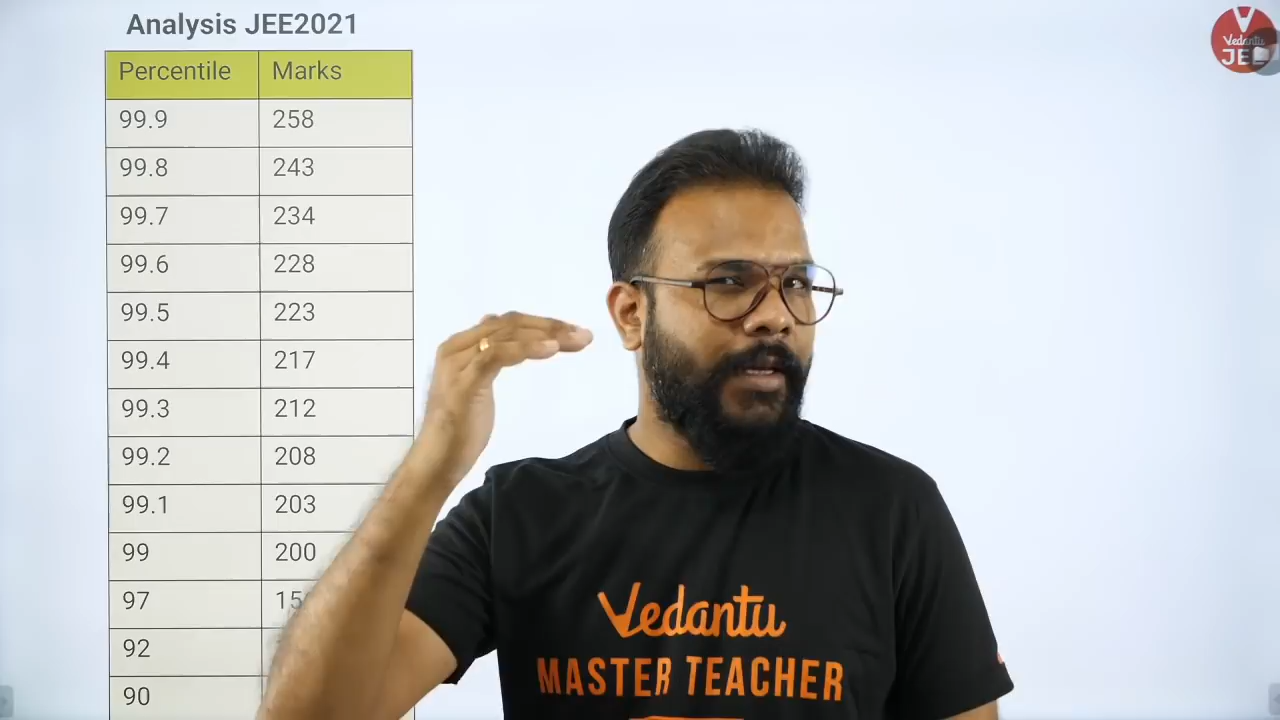 Analysis JEE2021
Percentile Marks
99.9 258
99.8 243
99.7 234
99.6 228
99.5 223
99.4 217
99.3 212
99.2 208
99.1 203
99 200
97
92
90
Vedantu
JEE
Vedantu
MASTER TEACHER